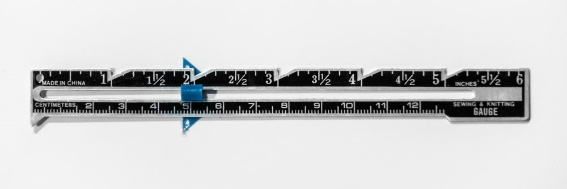 1 1½ 2 2½ 3 3½ 4 4½ 5 5½ 6
MADE IN CHINA INCHES
CENTIMETERS 2 3 4 5 6 7 8 9 10 11 12
SEWING & KNITTING
GAUGE